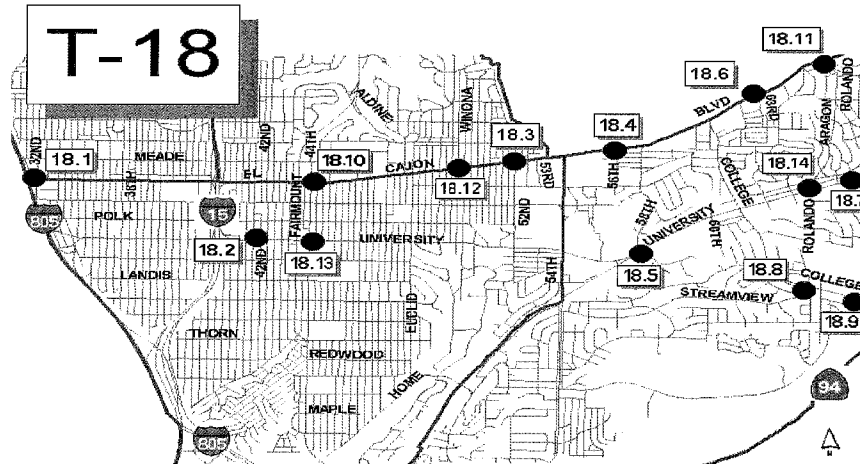 T-18
18.11
18.6
ROLANDO
BLVD
63RD
ARAGON
ALDINE
WINONA
42ND
44TH
32ND
18.1
MEADE
38TH
18.10
18.3
18.4
EL
CAJON
18.12
53RD
56TH
COLLEGE
18.14
18.7
805
POLK
15
FAIRMOUNT
52ND
58TH
UNIVERSITY
60TH
ROLANDO
18.2
42ND
18.13
UNIVERSITY
18.5
LANDIS
54TH
18.8
COLLEGE
STREAMVIEW
18.9
EUCLID
THORN
REDWOOD
HOME
MAPLE
94
805